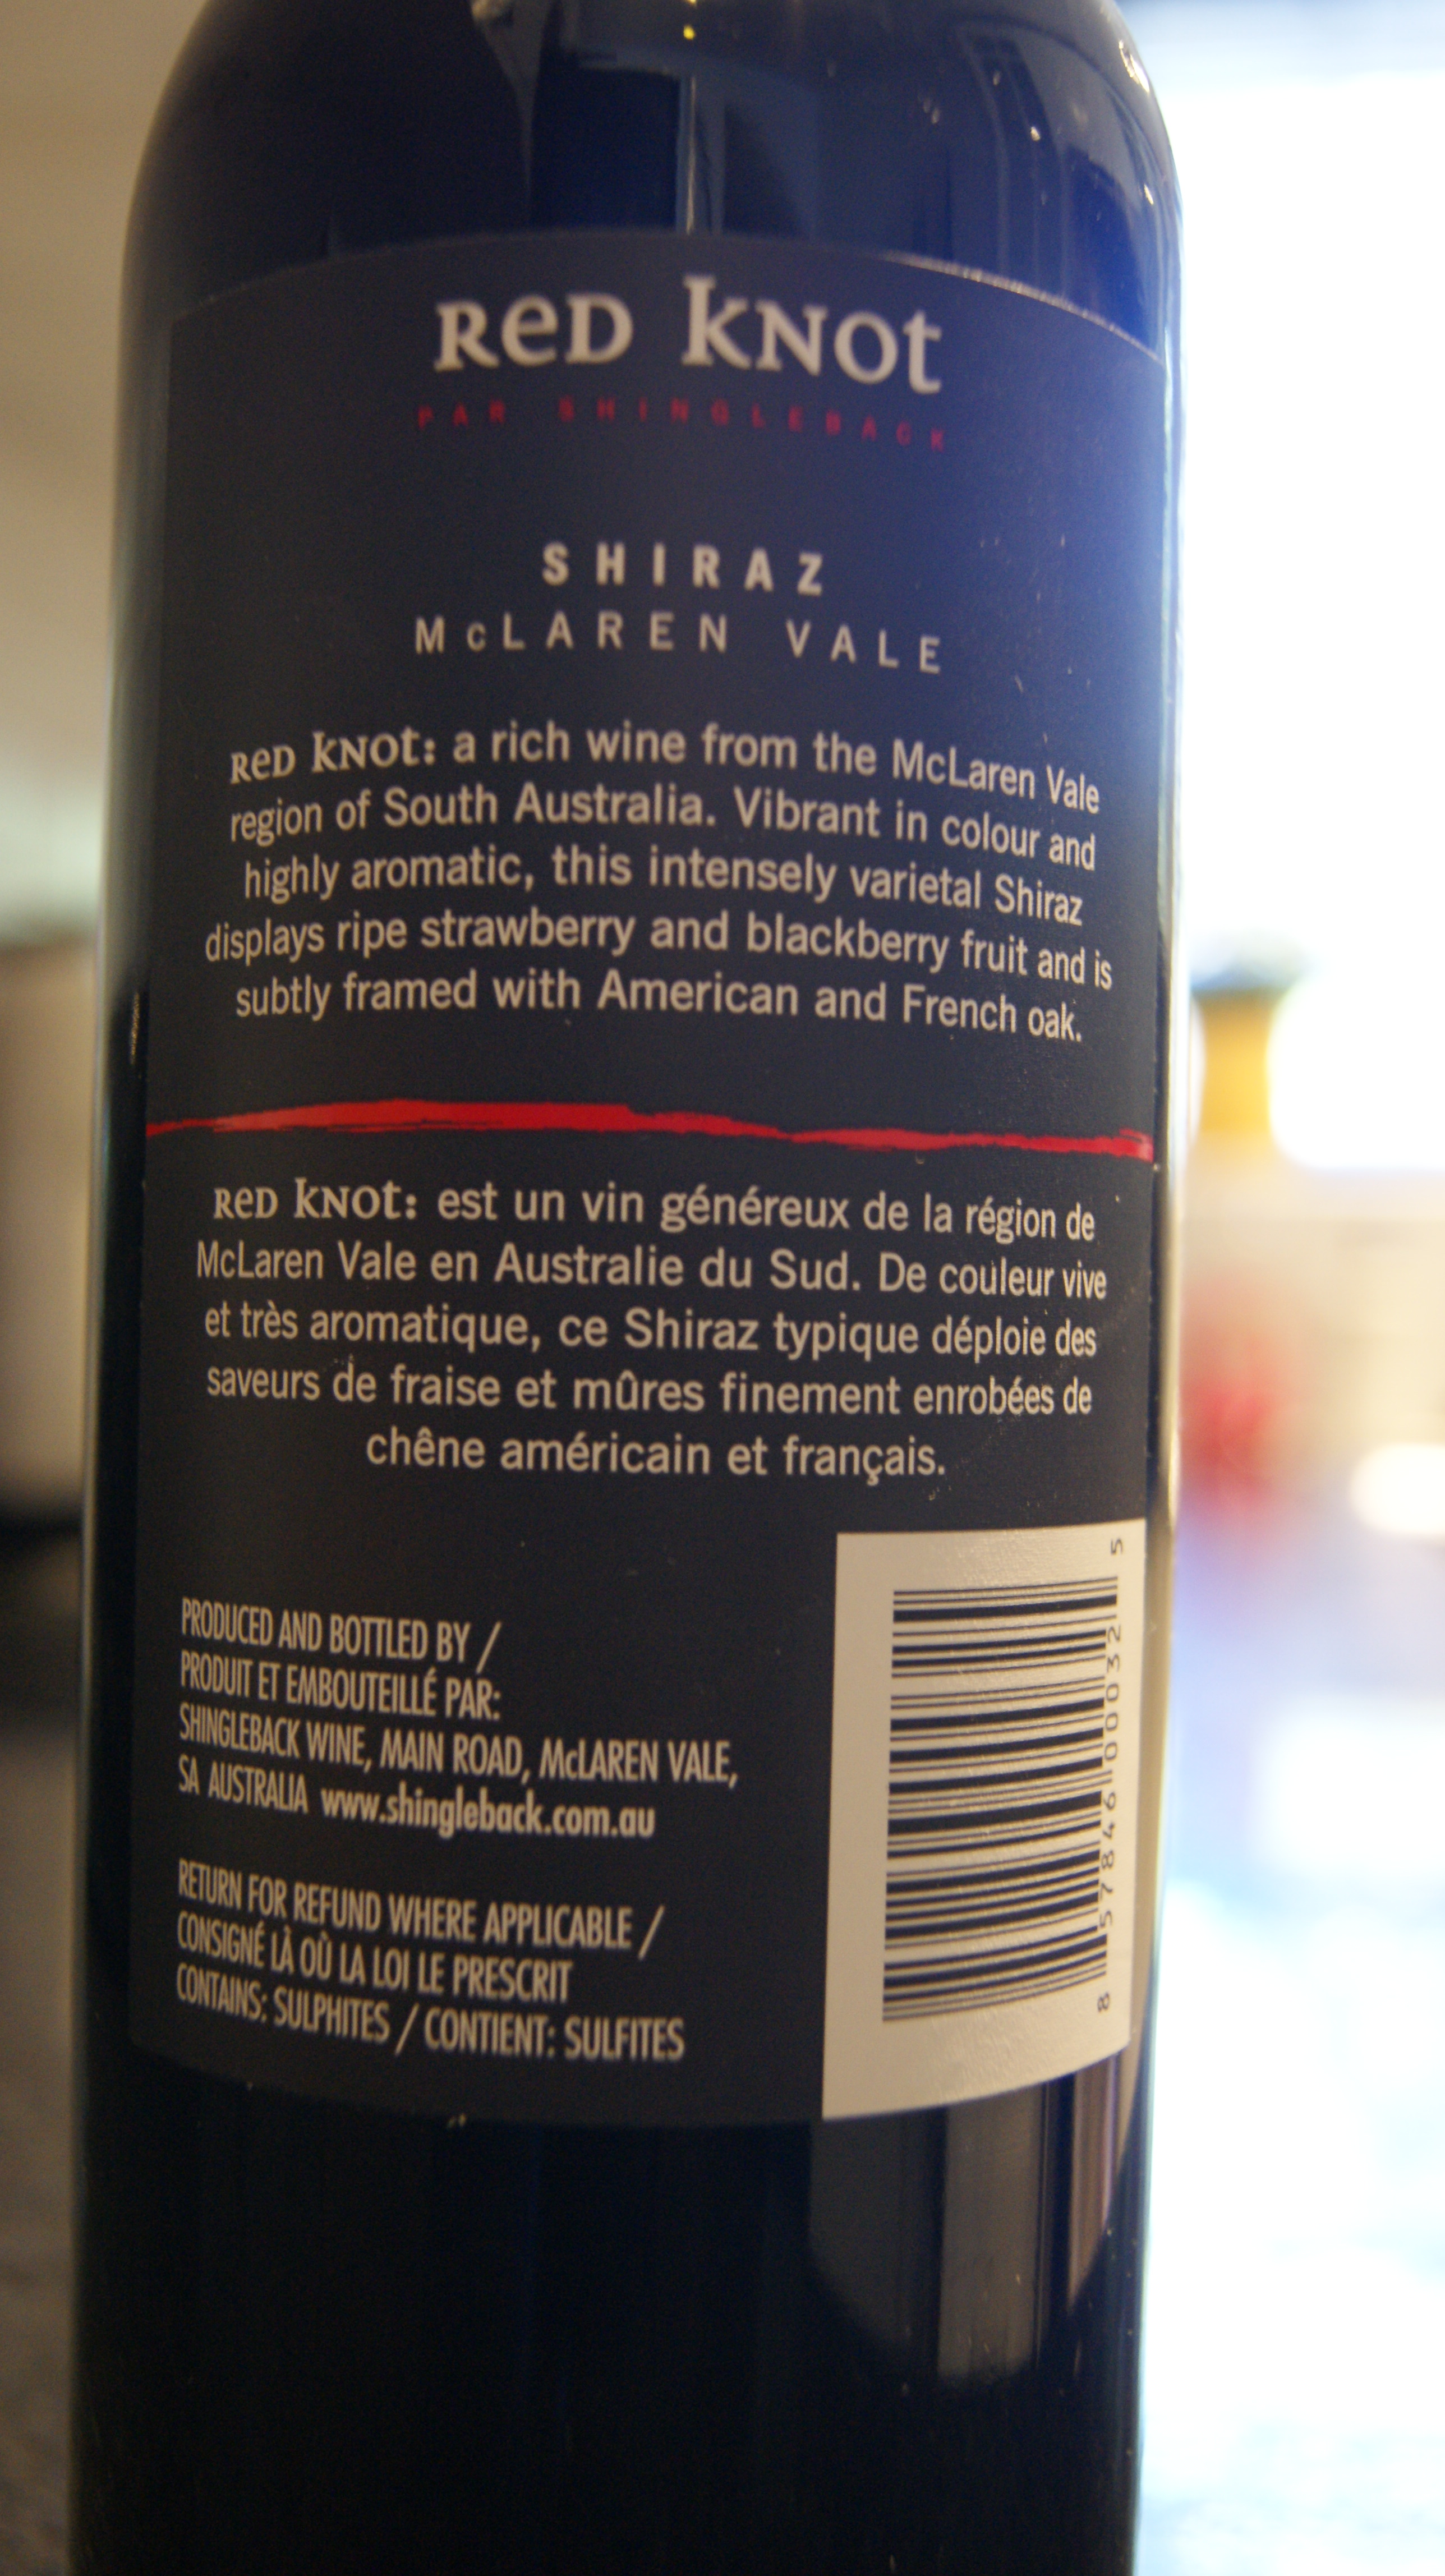 ReD KNOt
PAR SHINGLEBACK
SHIRAZ
McLAREN VALE
ReD KNOt: a rich wine from the McLaren Vale
region of South Australia. Vibrant in colour and
highly aromatic, this intensely varietal Shiraz
displays ripe strawberry and blackberry fruit and is
subtly framed with American and French oak.
ReD KNOt: est un vin généreux de la région de
McLaren Vale en Australie du Sud. De couleur vive
et très aromatique, ce Shiraz typique déploie des
saveurs de fraise et mûres finement enrobées de
chêne américain et français.
PRODUCED AND BOTTLED BY /
PRODUIT ET EMBOUTEILLÉ PAR:
SHINGLEBACK WINE, MAIN ROAD, McLAREN VALE,
SA AUSTRALIA www.shingleback.com.au
RETURN FOR REFUND WHERE APPLICABLE /
CONSIGNÉ LÀ OÙ LA LOI LE PRESCRIT
CONTAINS: SULPHITES / CONTIENT: SULFITES
8 57846 00032 5